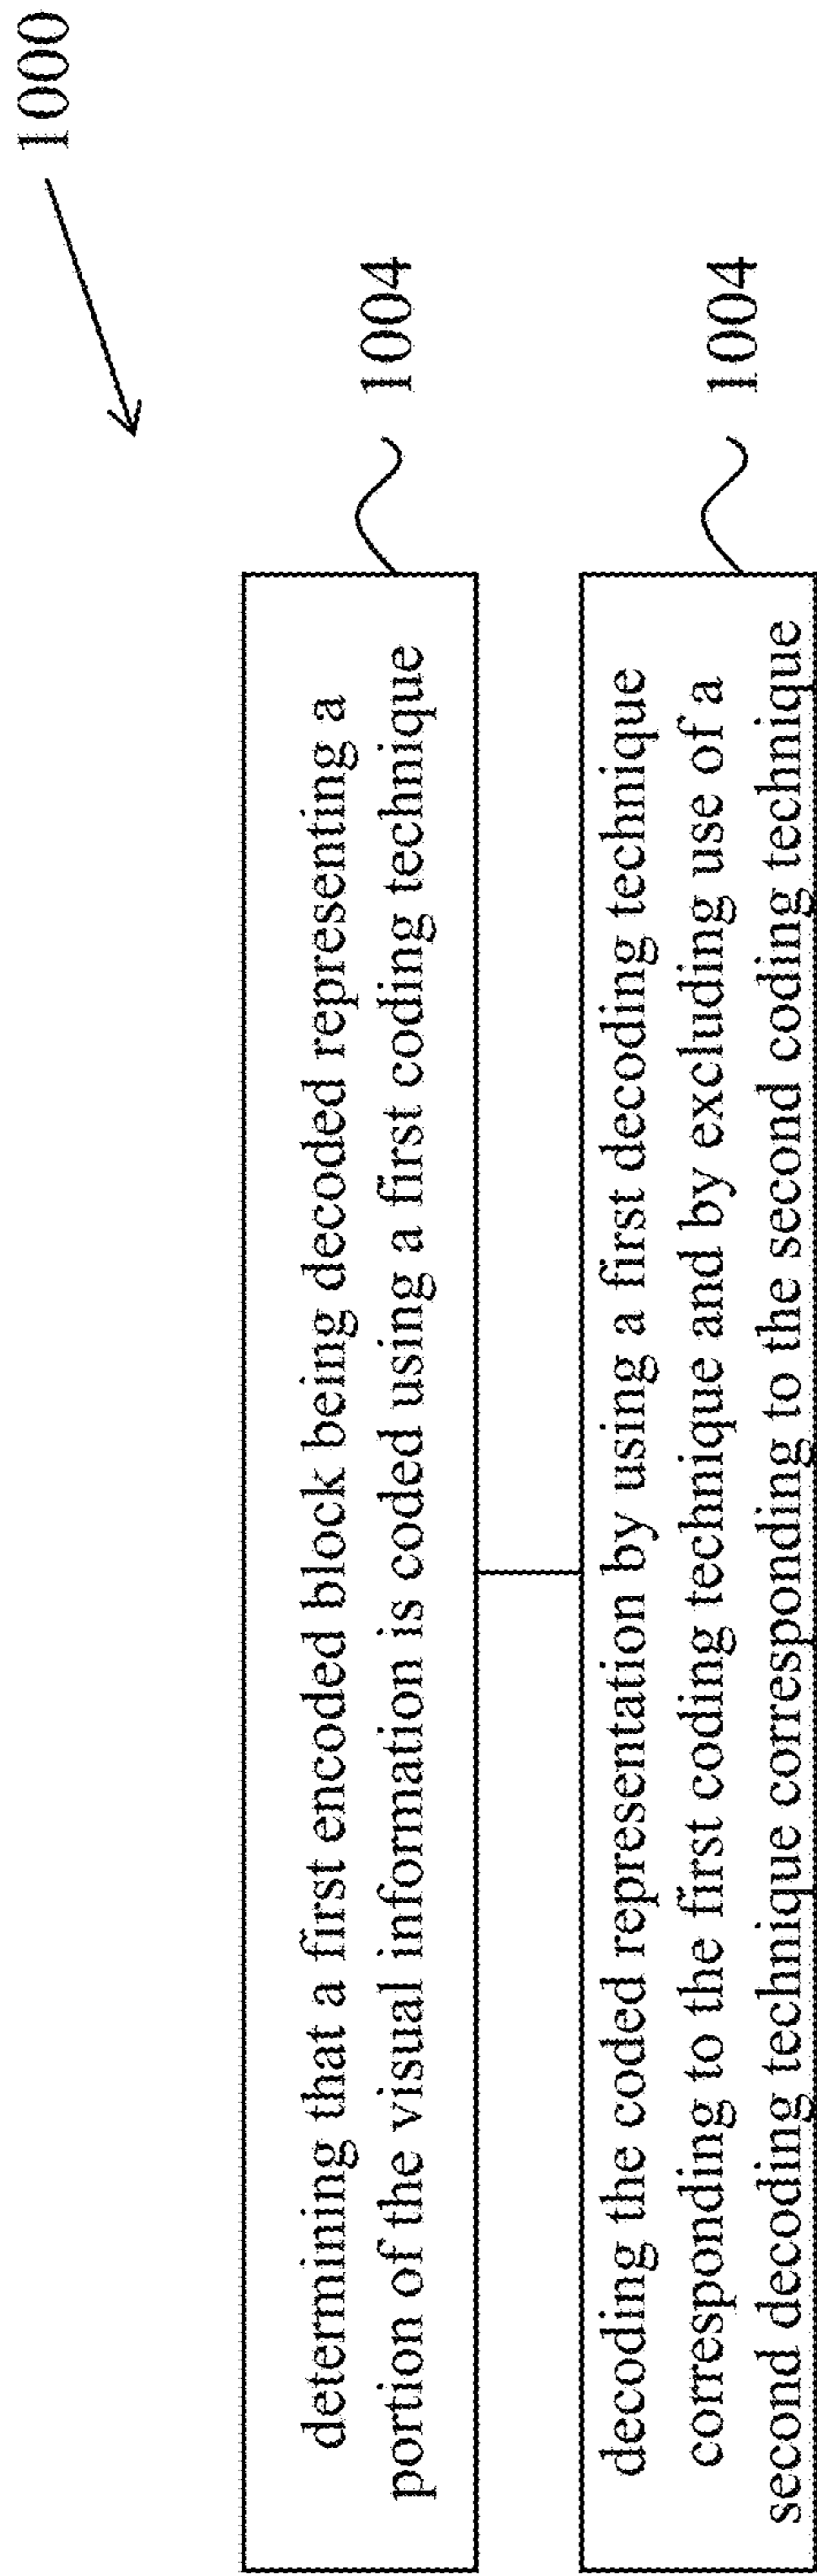 1000
determining that a first encoded block being decoded representing a
portion of the visual information is coded using a first coding technique
1004
decoding the coded representation by using a first decoding technique
corresponding to the first coding technique and by excluding use of a
second decoding technique corresponding to the second coding technique
1004